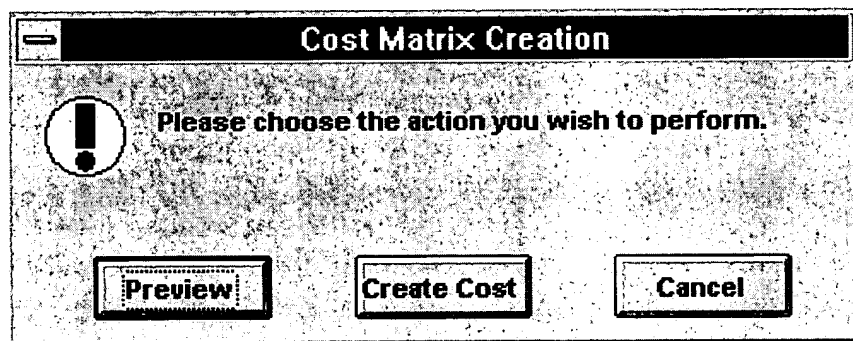 Cost Matrix Creation
Please choose the action you wish to perform.
Preview
Create Cost
Cancel